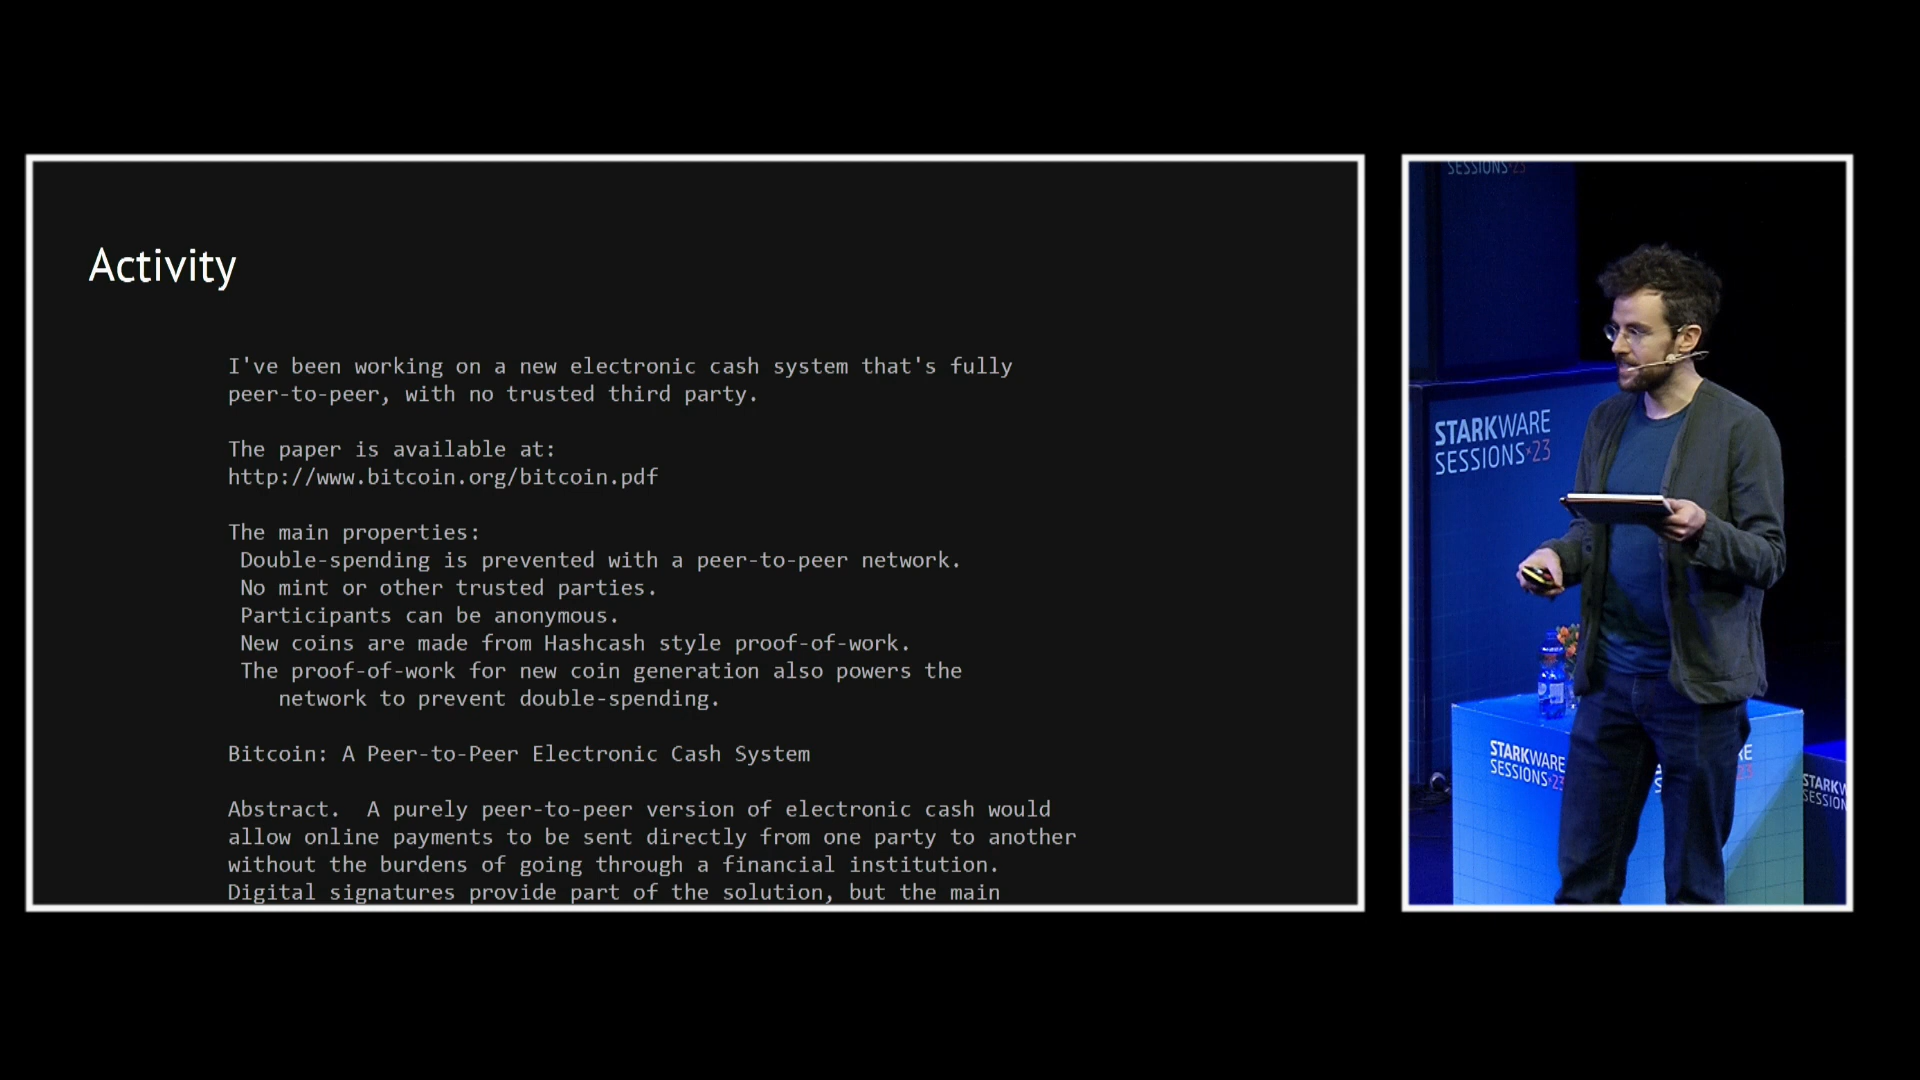 Activity
I've been working on a new electronic cash system that's fully
peer-to-peer, with no trusted third party.
The paper is available at:
http://www.bitcoin.org/bitcoin.pdf
The main properties:
Double-spending is prevented with a peer-to-peer network.
No mint or other trusted parties.
Participants can be anonymous.
New coins are made from Hashcash style proof-of-work.
The proof-of-work for new coin generation also powers the
network to prevent double-spending.
Bitcoin: A Peer-to-Peer Electronic Cash System
Abstract.  A purely peer-to-peer version of electronic cash would
allow online payments to be sent directly from one party to another
without the burdens of going through a financial institution.
Digital signatures provide part of the solution, but the main
SESSIONS×23
STARKWARE
SESSIONS×23
STARKWARE
SESSIONS×23
RE
23
STARKW
SESSION